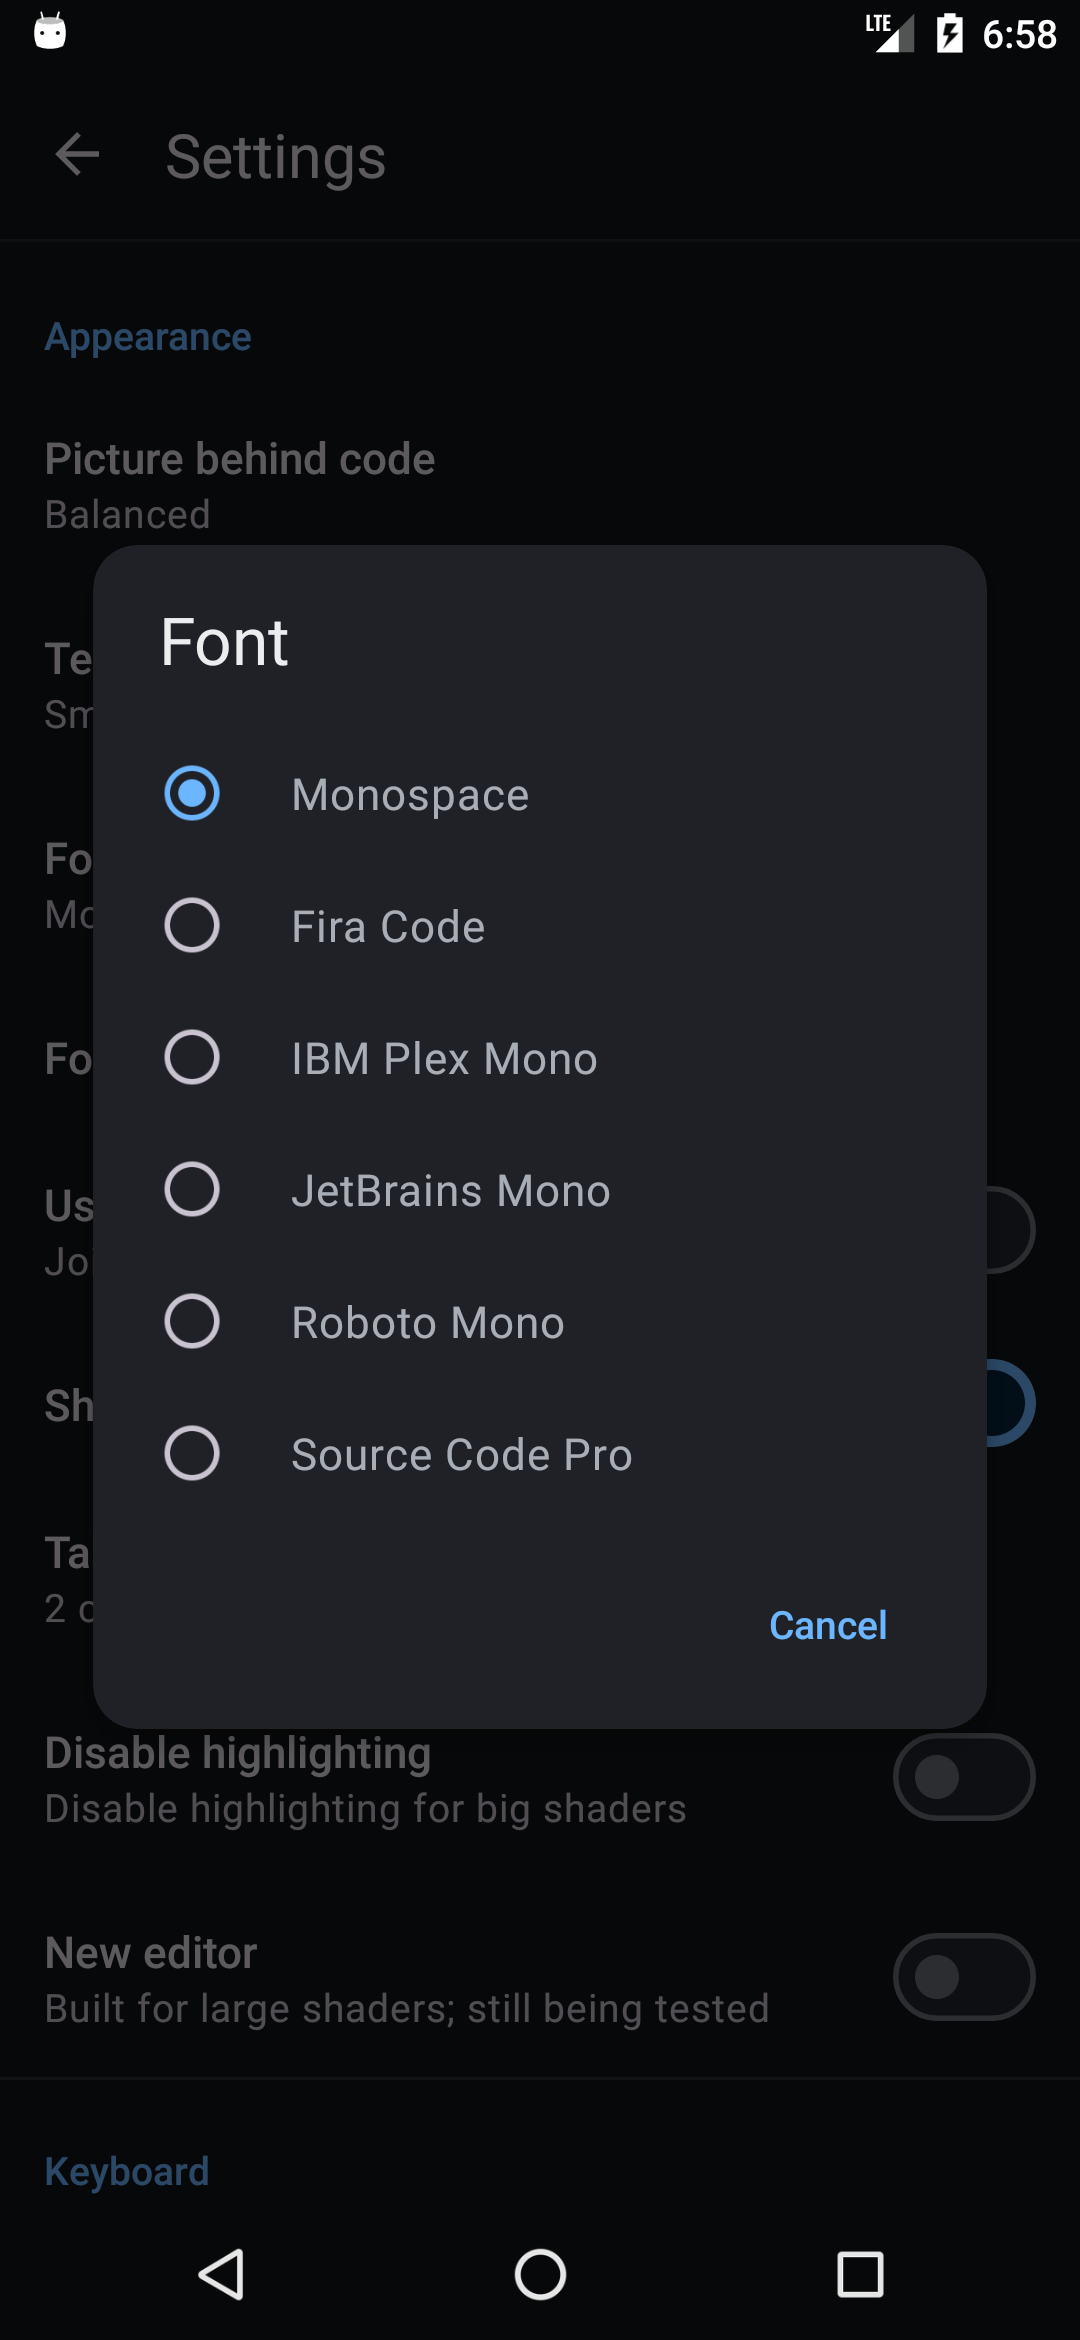 LTE 6:58
Settings
Appearance
Picture behind code
Balanced
Font
Monospace
Fira Code
IBM Plex Mono
JetBrains Mono
Roboto Mono
Source Code Pro
Cancel
Disable highlighting
Disable highlighting for big shaders
New editor
Built for large shaders; still being tested
Keyboard